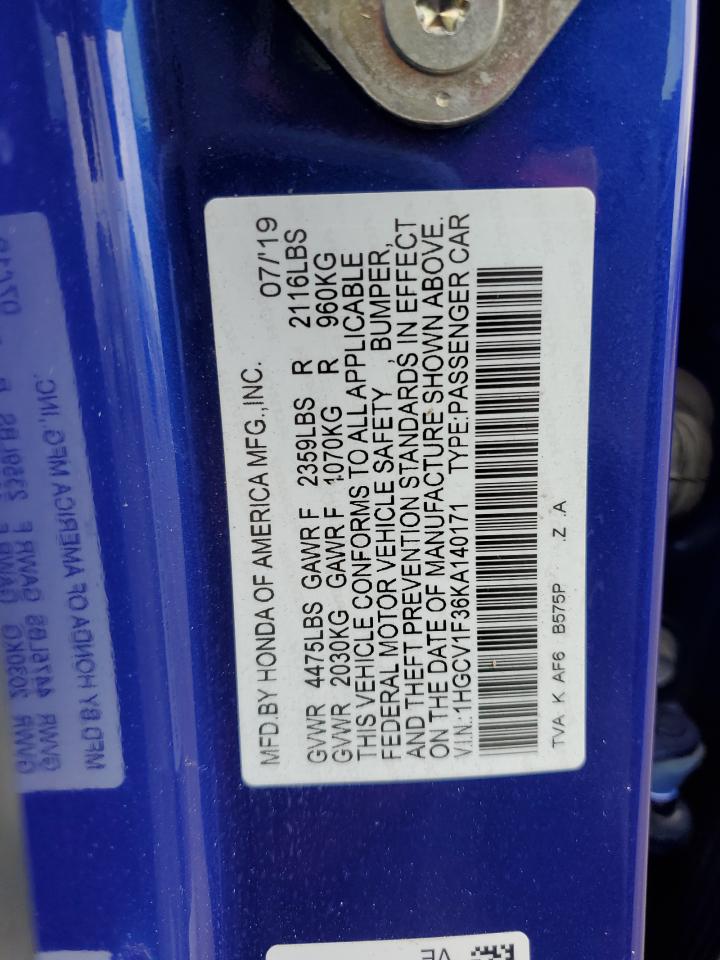 MFD.BY HONDA OF AMERICA MFG.,INC. 07/'19
GVWR 4475LBS GAWR F 2359LBS R 2116LBS
GVWR 2030KG GAWR F 1070KG R 960KG
THIS VEHICLE CONFORMS TO ALL APPLICABLE
FEDERAL MOTOR VEHICLE SAFETY , BUMPER,
AND THEFT PREVENTION STANDARDS IN EFFECT
ON THE DATE OF MANUFACTURE SHOWN ABOVE.
V.I.N.:1HGCV1F36KA140171 TYPE:PASSENGER CAR
TVA K AF6 B575P .Z .A
VE